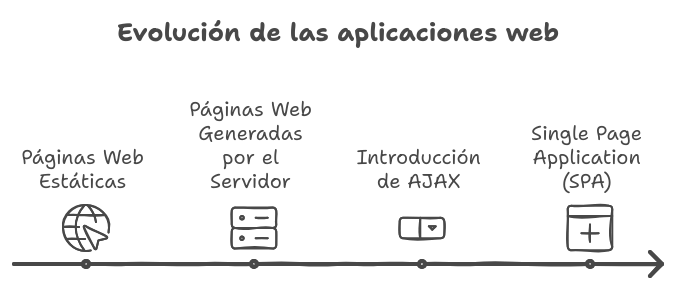 Evolución de las aplicaciones web
Páginas Web
Estáticas
Páginas Web
Generadas
por el
Servidor
Introducción
de AJAX
Single Page
Application
(SPA)